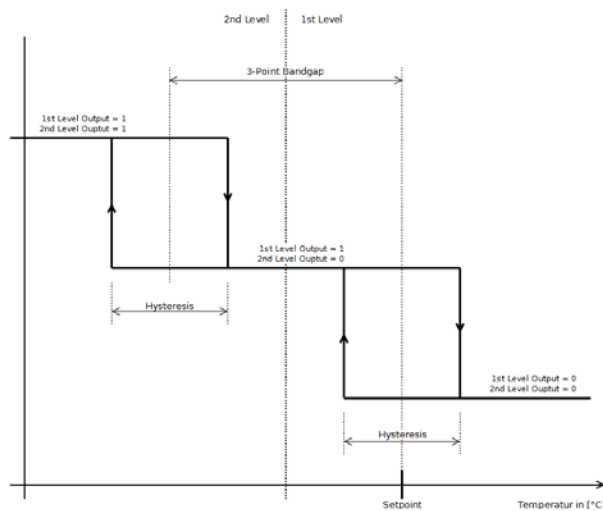 2nd Level
1st Level
3-Point Bandgap
1st Level Output = 1
2nd Level Ouptut = 1
1st Level Output = 1
2nd Level Ouptut = 0
Hysteresis
1st Level Output = 0
2nd Level Ouptut = 0
Hysteresis
Setpoint
Temperatur in [°C]